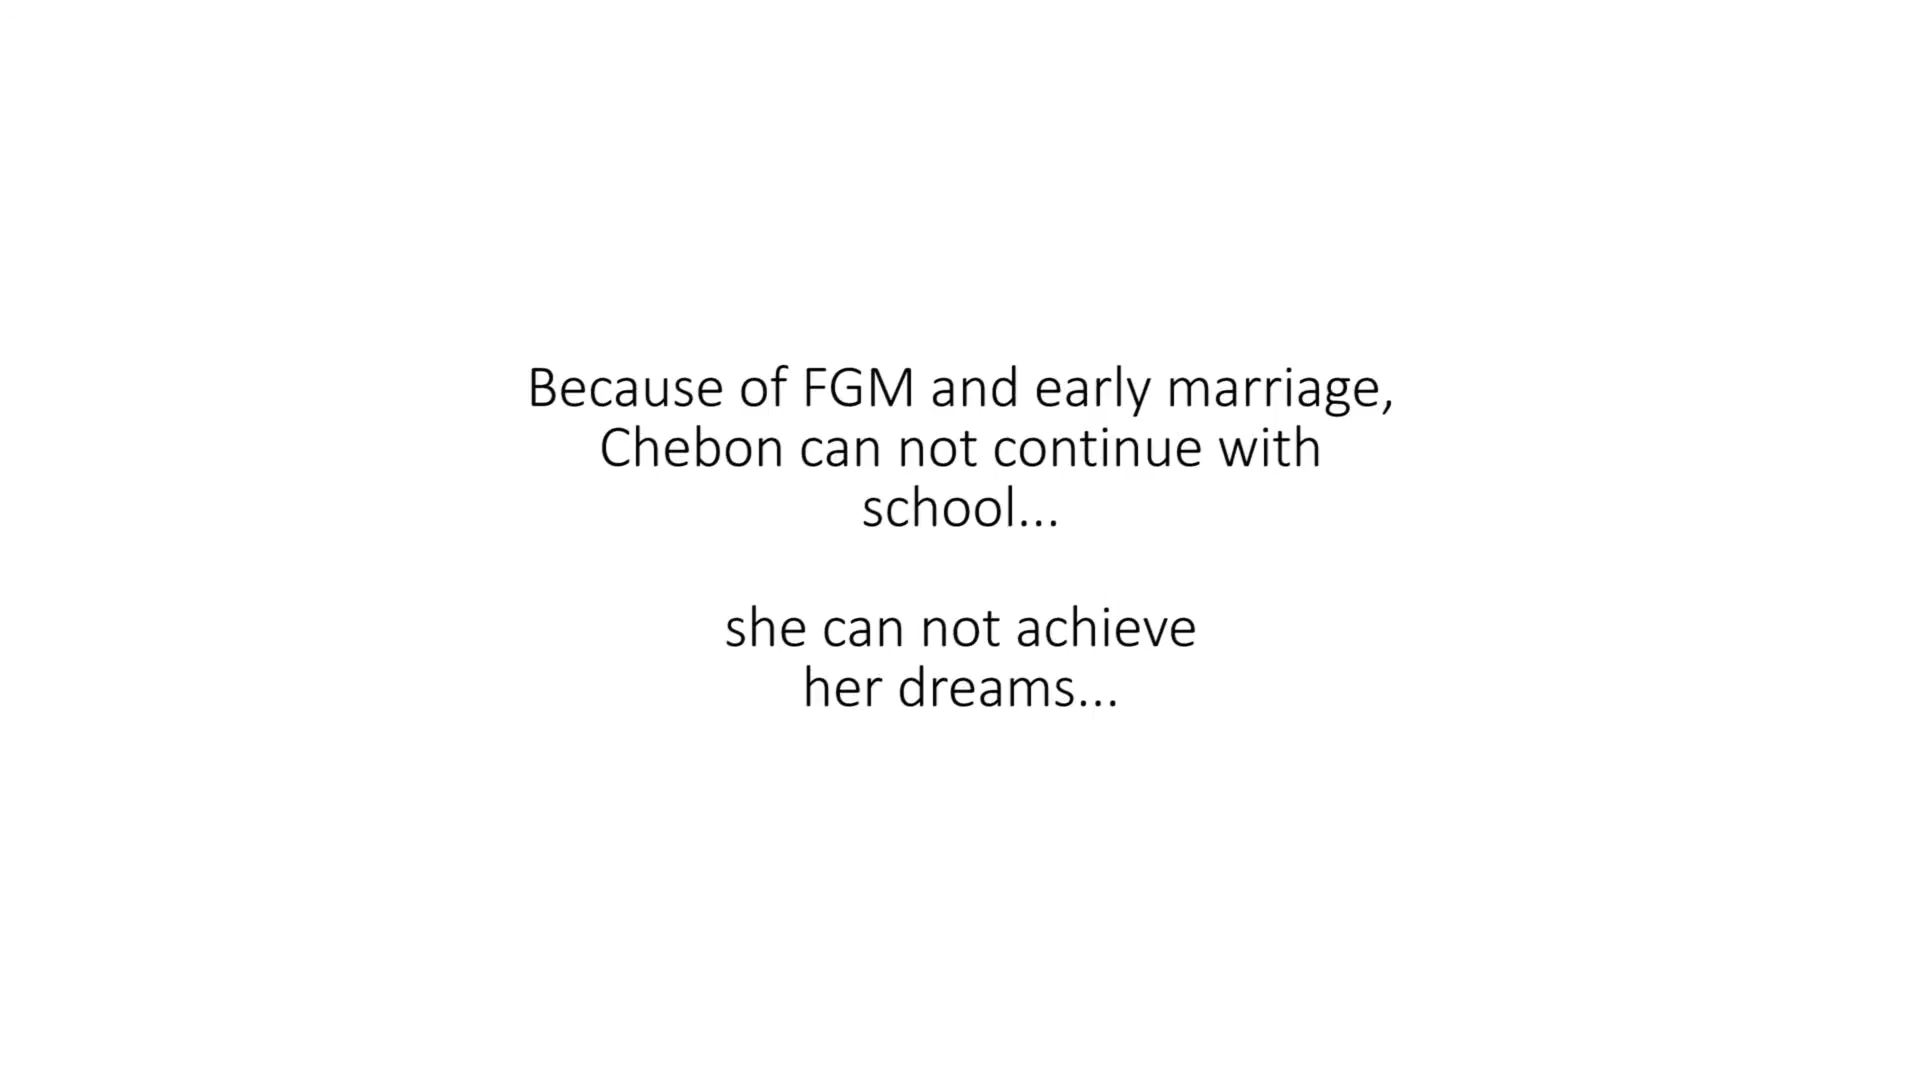 Because of FGM and early marriage,
Chebon can not continue with
school...
she can not achieve
her dreams...